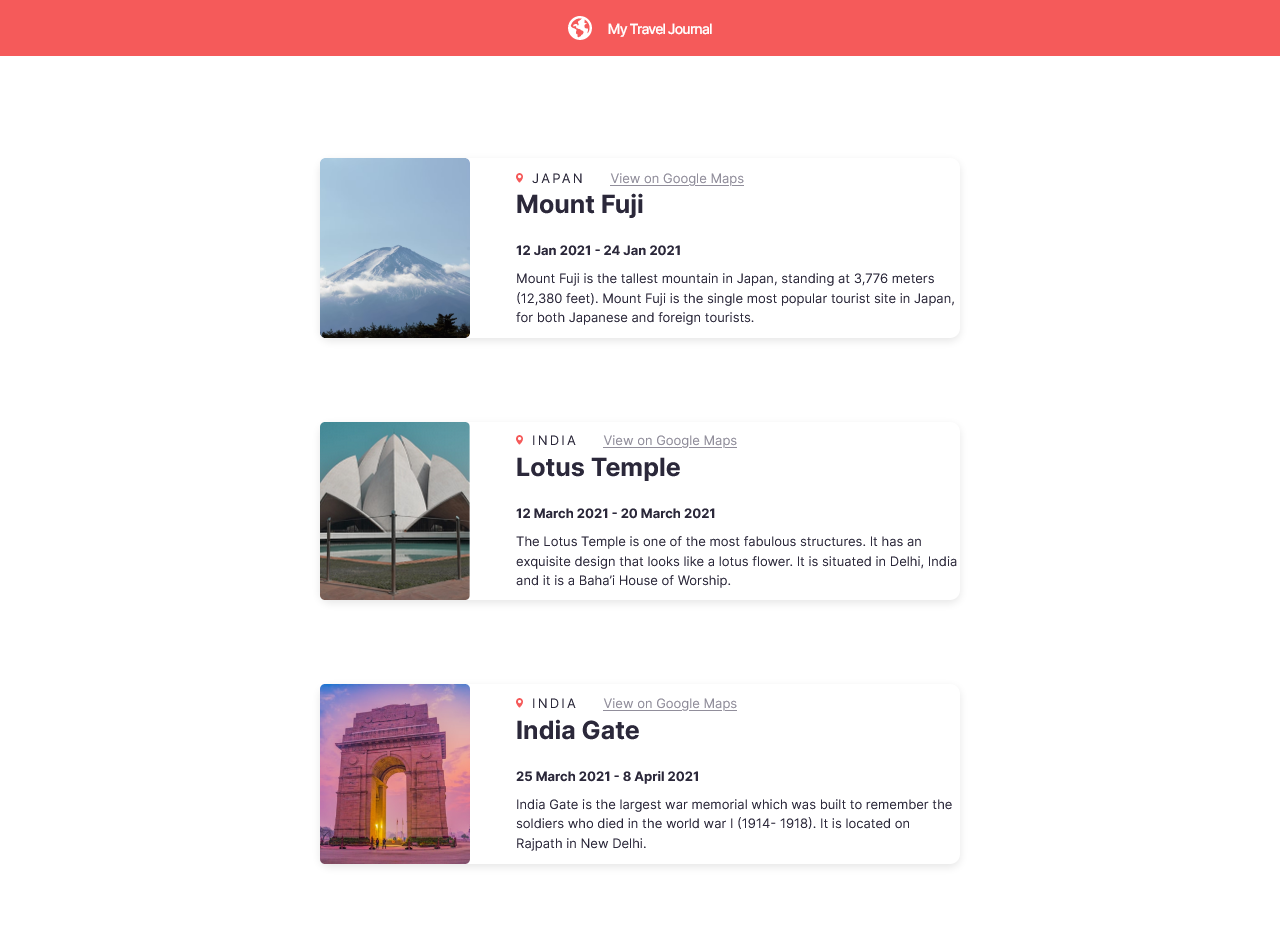 My Travel Journal
JAPAN View on Google Maps
Mount Fuji
12 Jan 2021 - 24 Jan 2021
Mount Fuji is the tallest mountain in Japan, standing at 3,776 meters
(12,380 feet). Mount Fuji is the single most popular tourist site in Japan,
for both Japanese and foreign tourists.
INDIA View on Google Maps
Lotus Temple
12 March 2021 - 20 March 2021
The Lotus Temple is one of the most fabulous structures. It has an
exquisite design that looks like a lotus flower. It is situated in Delhi, India
and it is a Baha’i House of Worship.
INDIA View on Google Maps
India Gate
25 March 2021 - 8 April 2021
India Gate is the largest war memorial which was built to remember the
soldiers who died in the world war I (1914- 1918). It is located on
Rajpath in New Delhi.